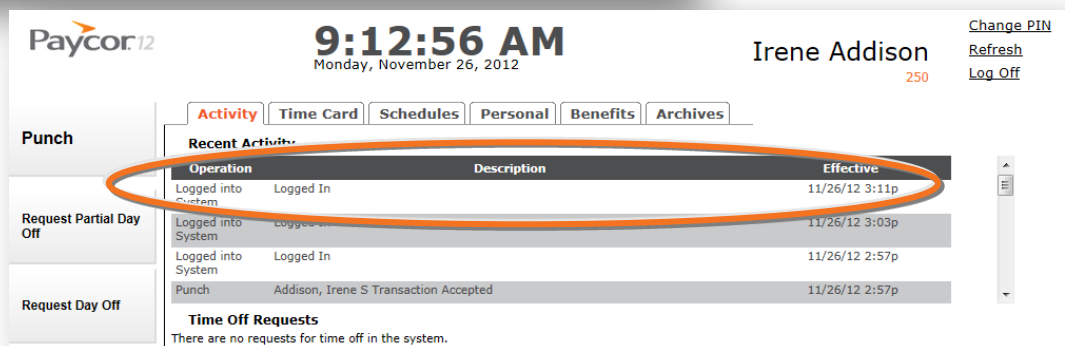 Paycor 12
9:12:56 AM
Monday, November 26, 2012
Irene Addison
250
Change PIN
Refresh
Log Off
Activity Time Card Schedules Personal Benefits Archives
Punch
Request Partial Day
Off
Request Day Off
Recent Activity
Operation Description Effective
Logged into Logged In 11/26/12 3:11p
System
Logged into Logged In 11/26/12 3:03p
System
Logged into Logged In 11/26/12 2:57p
System
Punch Addison, Irene S Transaction Accepted 11/26/12 2:57p
Time Off Requests
There are no requests for time off in the system.